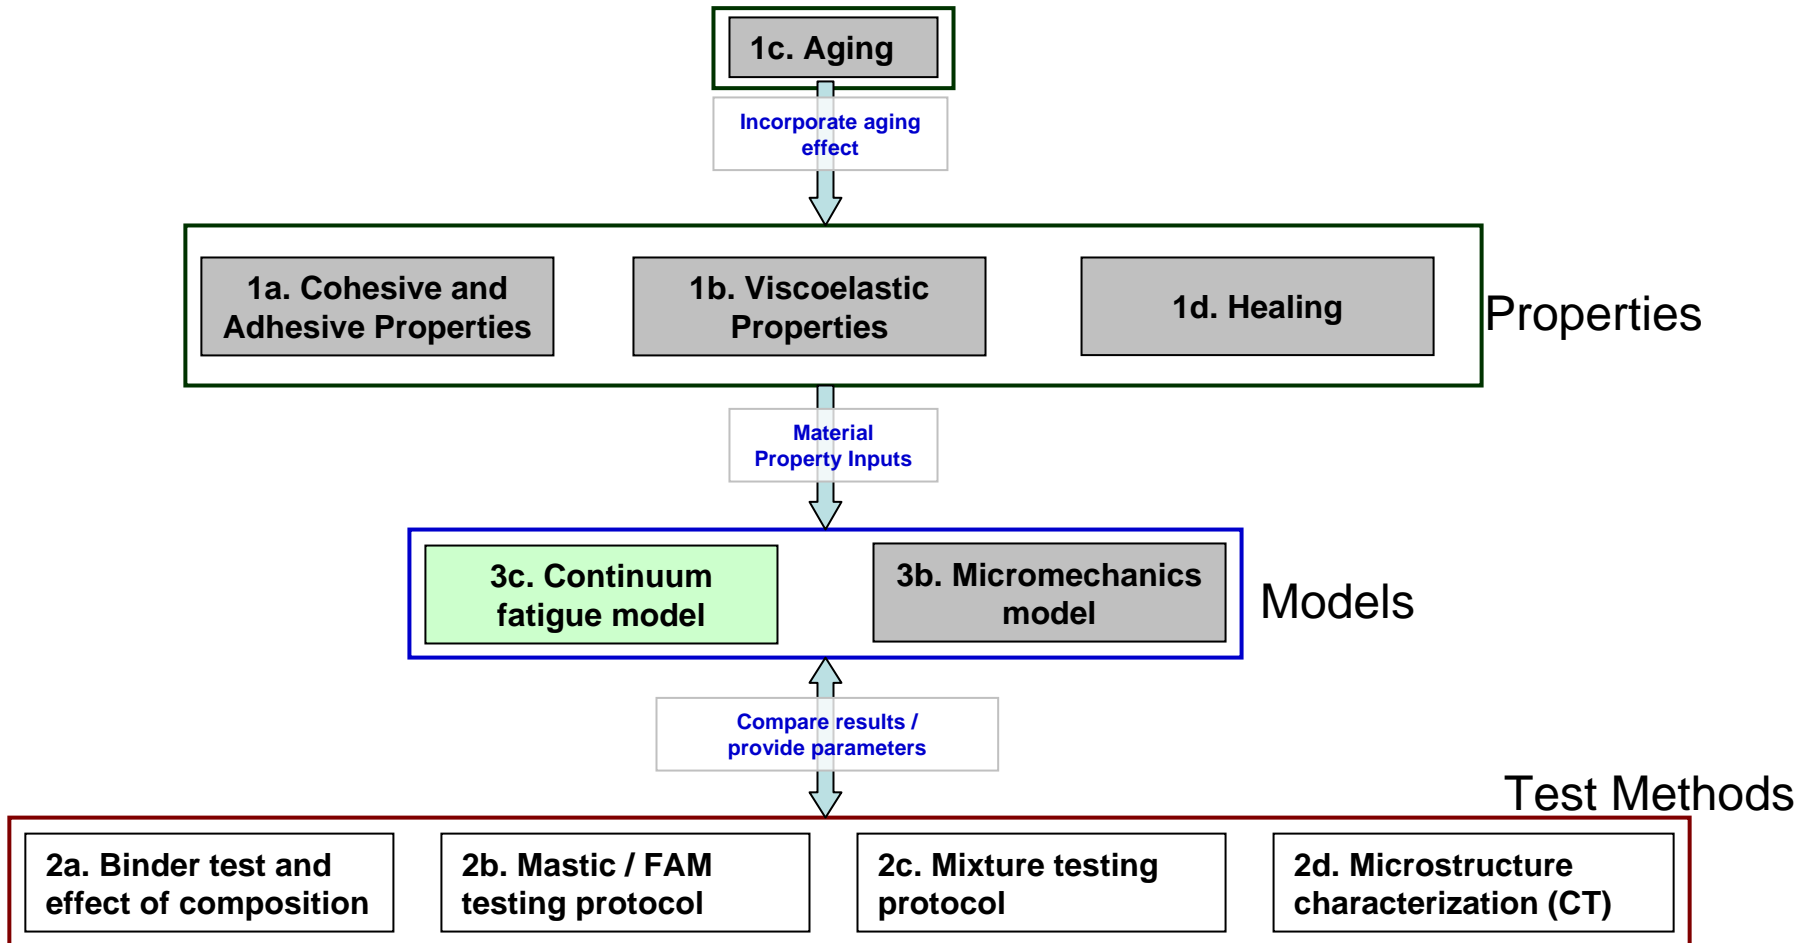 1c. Aging
Incorporate aging
effect
1a. Cohesive and
Adhesive Properties
1b. Viscoelastic
Properties
1d. Healing
Properties
Material
Property Inputs
3c. Continuum
fatigue model
3b. Micromechanics
model
Models
Compare results /
provide parameters
Test Methods
2a. Binder test and
effect of composition
2b. Mastic / FAM
testing protocol
2c. Mixture testing
protocol
2d. Microstructure
characterization (CT)